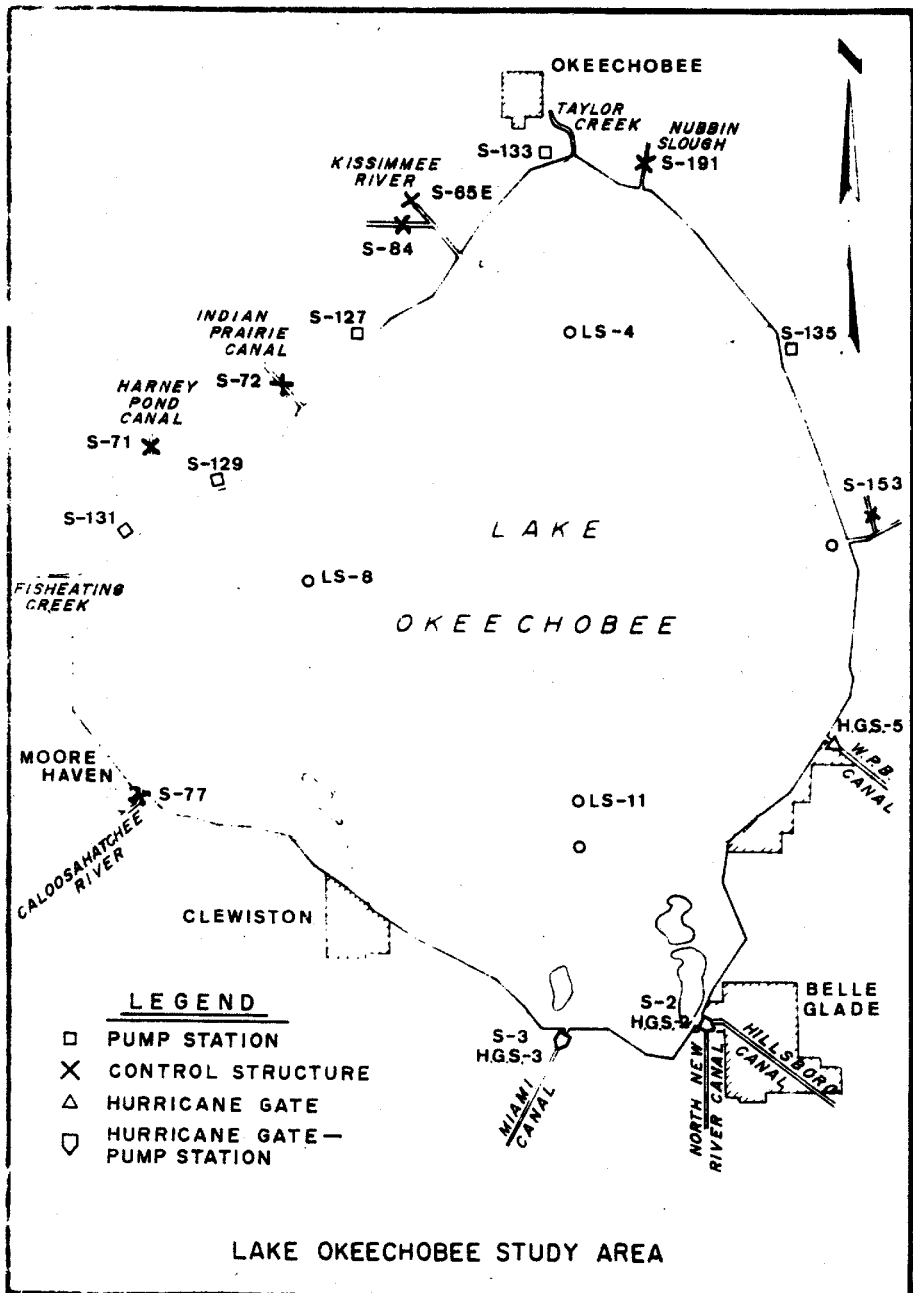 OKEECHOBEE
TAYLOR
CREEK
NUBBIN
SLOUGH
S-133
S-191
KISSIMMEE
RIVER
S-65E
S-84
INDIAN
PRAIRIE
CANAL
S-127
LS-4
S-135
S-72
HARNEY
POND
CANAL
S-71
S-129
S-153
S-131
LAKE
FISHEATING
CREEK
LS-8
OKEECHOBEE
H.G.S.-5
W.P.B.
CANAL
MOORE
HAVEN
S-77
LS-11
CALOOSAHATCHEE
RIVER
CLEWISTON
BELLE
GLADE
S-2
H.G.S.-2
HILLSBORO
CANAL
S-3
H.G.S.-3
MIAMI
CANAL
NORTH NEW
RIVER CANAL
LEGEND
PUMP STATION
CONTROL STRUCTURE
HURRICANE GATE
HURRICANE GATE—
PUMP STATION
LAKE OKEECHOBEE STUDY AREA